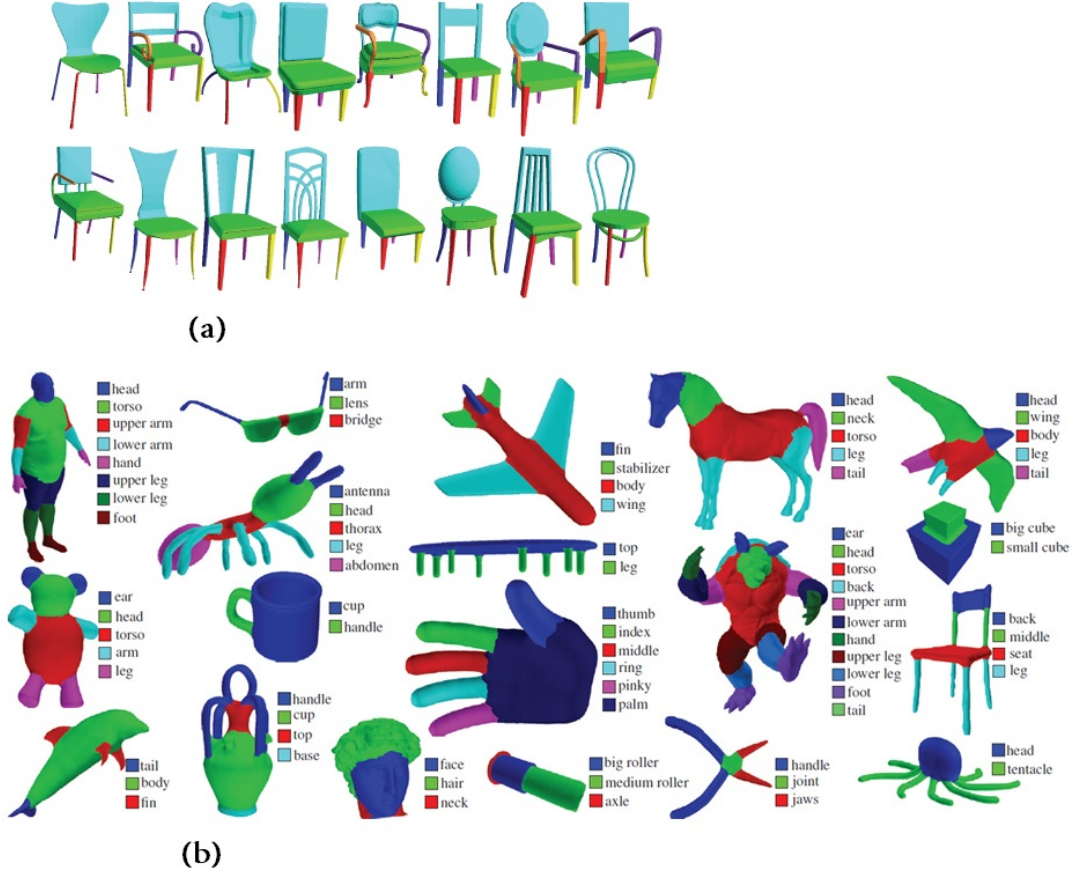 (a)
head
torso
upper arm
lower arm
hand
upper leg
lower leg
foot
arm
lens
bridge
fin
stabilizer
body
wing
head
neck
torso
leg
tail
head
wing
body
leg
tail
antenna
head
thorax
leg
abdomen
top
leg
big cube
small cube
ear
head
torso
arm
leg
cup
handle
thumb
index
middle
ring
pinky
palm
ear
head
torso
back
upper arm
lower arm
hand
upper leg
lower leg
foot
tail
back
middle
seat
leg
tail
body
fin
handle
cup
top
base
face
hair
neck
big roller
medium roller
axle
handle
joint
jaws
head
tentacle
(b)